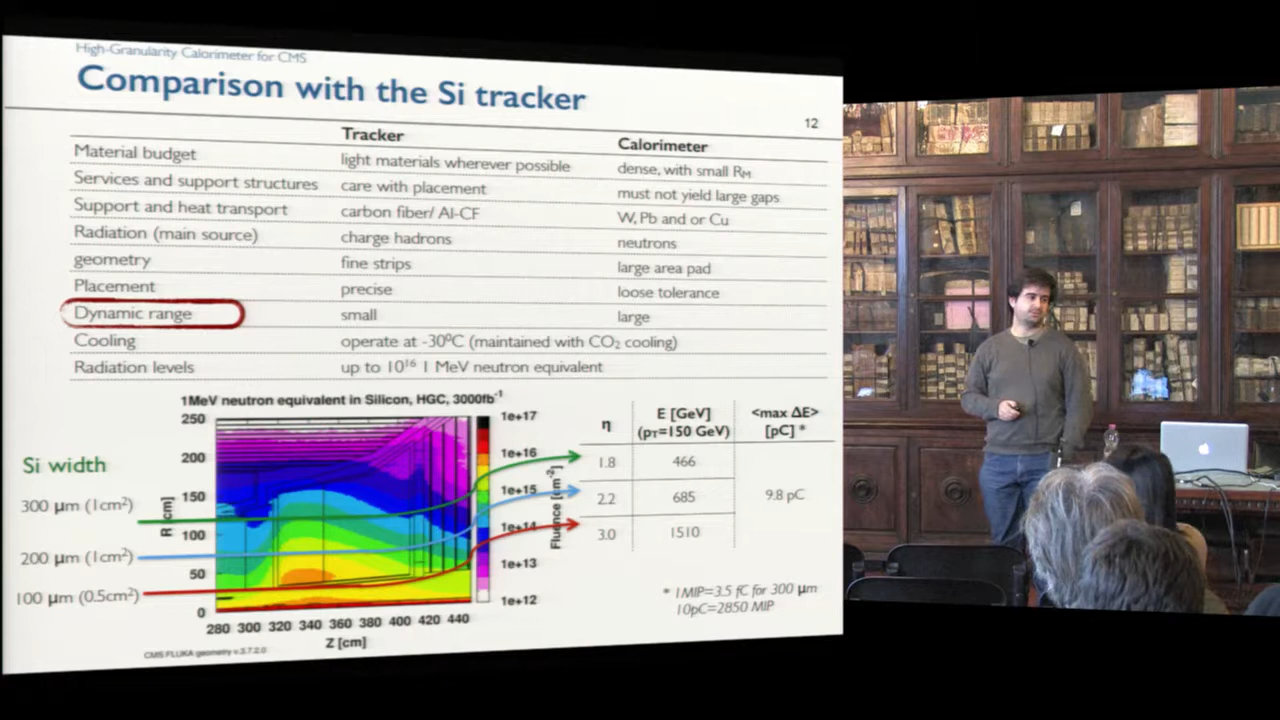 High-Granularity Calorimeter for CMS
Comparison with the Si tracker
12
Tracker Calorimeter
Material budget light materials wherever possible dense, with small RM
Services and support structures care with placement must not yield large gaps
Support and heat transport carbon fiber/ Al-CF W, Pb and or Cu
Radiation (main source) charge hadrons neutrons
geometry fine strips large area pad
Placement precise loose tolerance
Dynamic range small large
Cooling operate at -30⁰C (maintained with CO₂ cooling)
Radiation levels up to 10¹⁶ 1 MeV neutron equivalent
1MeV neutron equivalent in Silicon, HGC, 3000fb⁻¹
Si width
300 µm (1cm²)
200 µm (1cm²)
100 µm (0.5cm²)
R [cm]
250
200
150
100
50
0
280 300 320 340 360 380 400 420 440
Z [cm]
CMS FLUKA geometry v.3.7.2.0
1e+17
1e+16
1e+15
1e+14
1e+13
1e+12
Fluence [cm⁻²]
η E [GeV] (pT=150 GeV) <max ΔE> [pC] *
1.8 466
2.2 685 9.8 pC
3.0 1510
* 1MIP=3.5 fC for 300 µm
10pC=2850 MIP